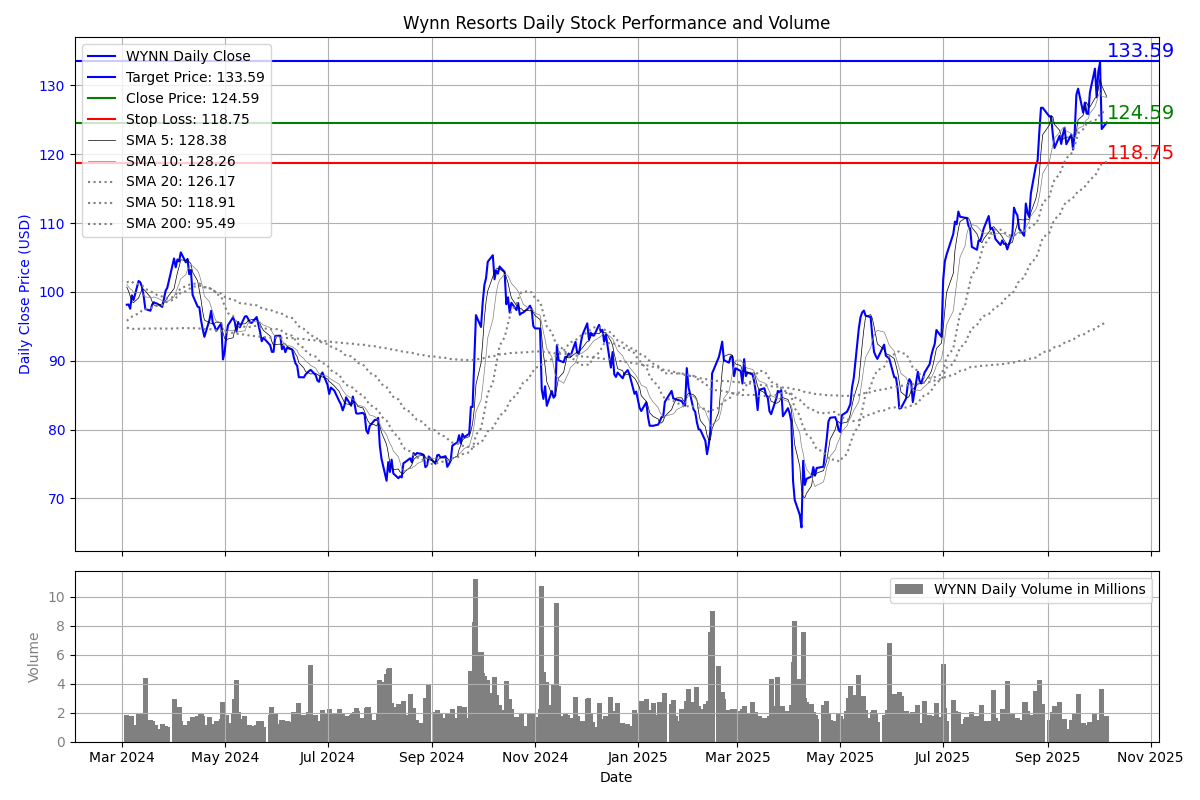 Wynn Resorts Daily Stock Performance and Volume
WYNN Daily Close
Target Price: 133.59
Close Price: 124.59
Stop Loss: 118.75
SMA 5: 128.38
SMA 10: 128.26
SMA 20: 126.17
SMA 50: 118.91
SMA 200: 95.49
133.59
124.59
118.75
130
120
110
100
90
80
70
Daily Close Price (USD)
WYNN Daily Volume in Millions
10
8
6
4
2
0
Volume
Mar 2024 May 2024 Jul 2024 Sep 2024 Nov 2024 Jan 2025 Mar 2025 May 2025 Jul 2025 Sep 2025 Nov 2025
Date